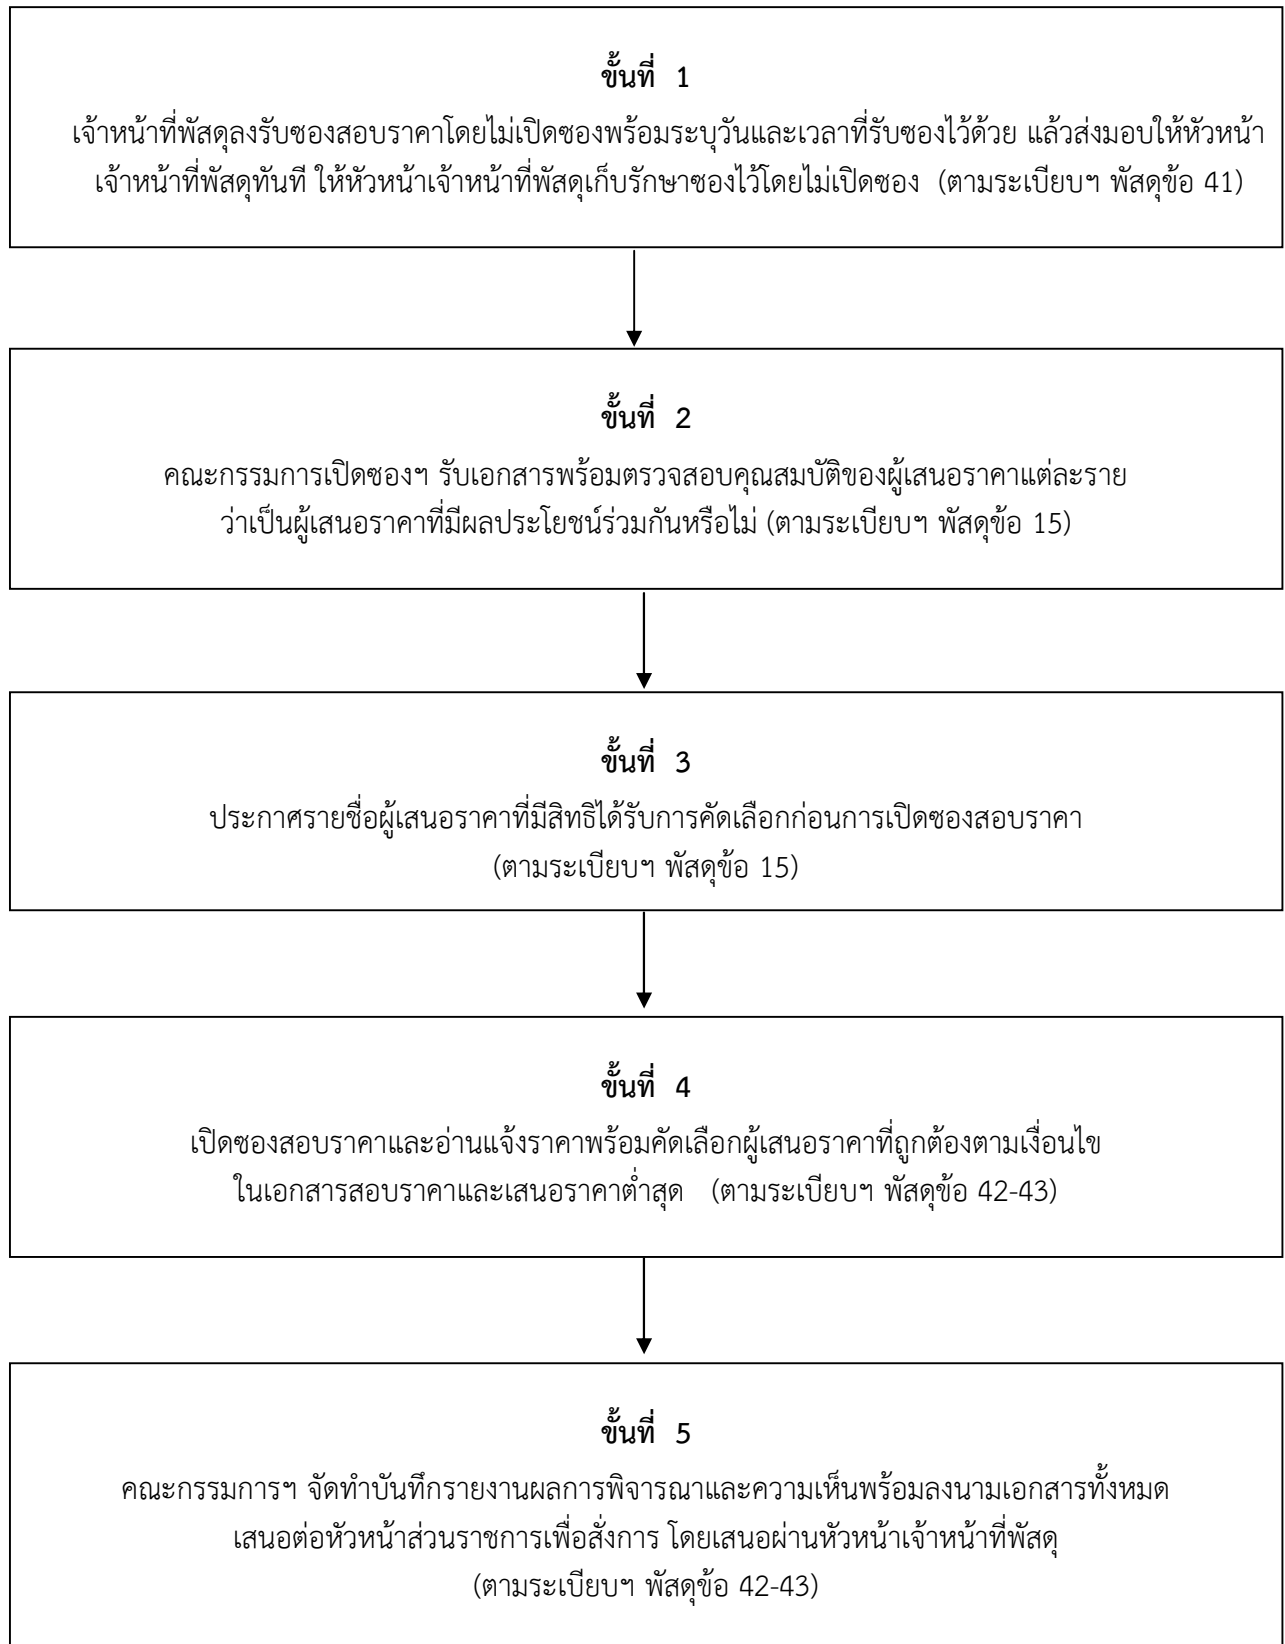 ขั้นที่ 1
เจ้าหน้าที่พัสดุลงรับซองสอบราคาโดยไม่เปิดซองพร้อมระบุวันและเวลาที่รับซองไว้ด้วย แล้วส่งมอบให้หัวหน้า
เจ้าหน้าที่พัสดุทันที ให้หัวหน้าเจ้าหน้าที่พัสดุเก็บรักษาซองไว้โดยไม่เปิดซอง (ตามระเบียบฯ พัสดุข้อ 41)
ขั้นที่ 2
คณะกรรมการเปิดซองฯ รับเอกสารพร้อมตรวจสอบคุณสมบัติของผู้เสนอราคาแต่ละราย
ว่าเป็นผู้เสนอราคาที่มีผลประโยชน์ร่วมกันหรือไม่ (ตามระเบียบฯ พัสดุข้อ 15)
ขั้นที่ 3
ประกาศรายชื่อผู้เสนอราคาที่มีสิทธิได้รับการคัดเลือกก่อนการเปิดซองสอบราคา
(ตามระเบียบฯ พัสดุข้อ 15)
ขั้นที่ 4
เปิดซองสอบราคาและอ่านแจ้งราคาพร้อมคัดเลือกผู้เสนอราคาที่ถูกต้องตามเงื่อนไข
ในเอกสารสอบราคาและเสนอราคาต่ำสุด (ตามระเบียบฯ พัสดุข้อ 42-43)
ขั้นที่ 5
คณะกรรมการฯ จัดทำบันทึกรายงานผลการพิจารณาและความเห็นพร้อมลงนามเอกสารทั้งหมด
เสนอต่อหัวหน้าส่วนราชการเพื่อสั่งการ โดยเสนอผ่านหัวหน้าเจ้าหน้าที่พัสดุ
(ตามระเบียบฯ พัสดุข้อ 42-43)